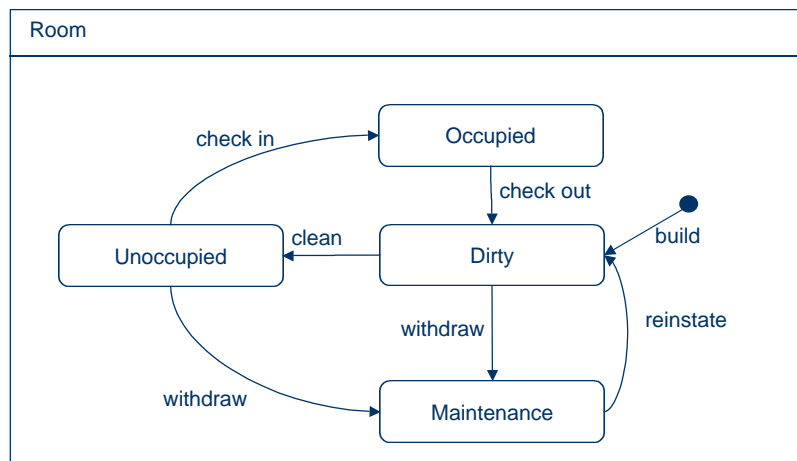 Room
Occupied
check in
check out
build
Unoccupied
clean
Dirty
withdraw
reinstate
withdraw
Maintenance